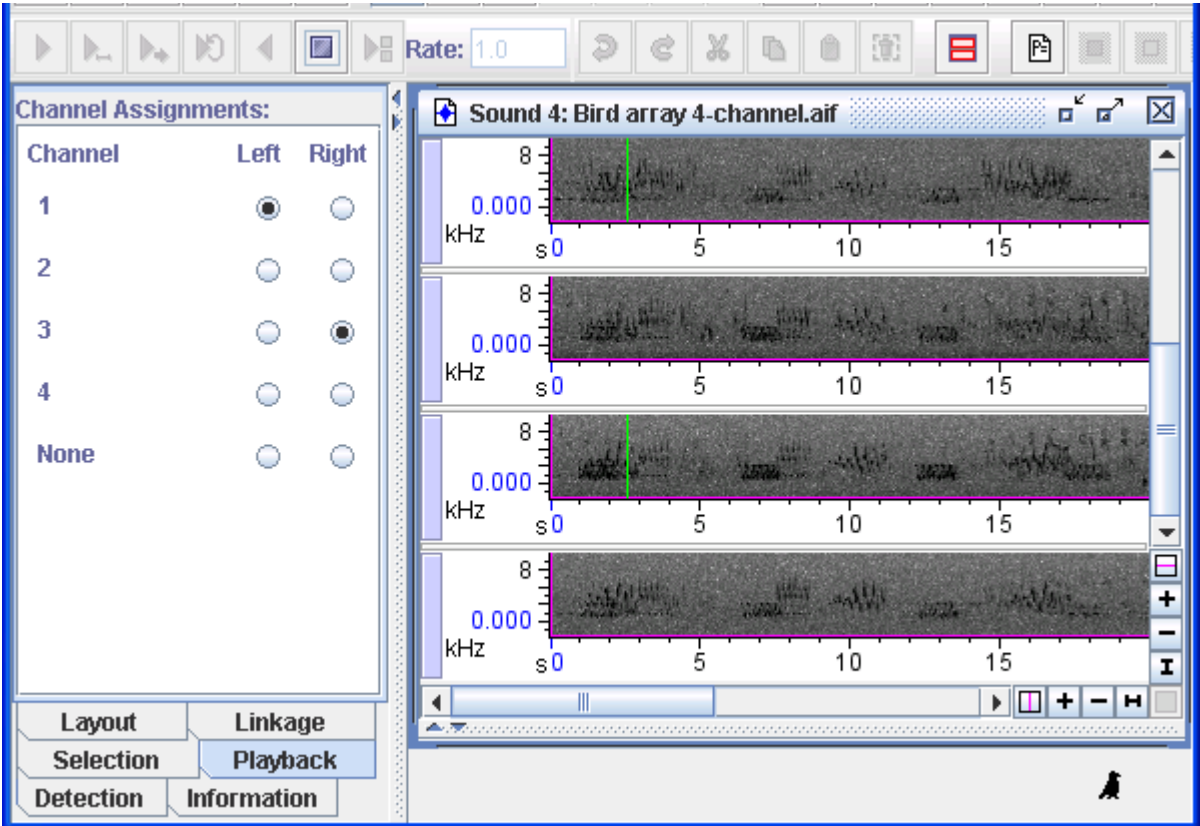 Rate: 1.0
Channel Assignments:
Channel Left Right
1
2
3
4
None
Layout Linkage
Selection Playback
Detection Information
Sound 4: Bird array 4-channel.aif
8
0.000
kHz
s 0 5 10 15
8
0.000
kHz
s 0 5 10 15
8
0.000
kHz
s 0 5 10 15
8
0.000
kHz
s 0 5 10 15